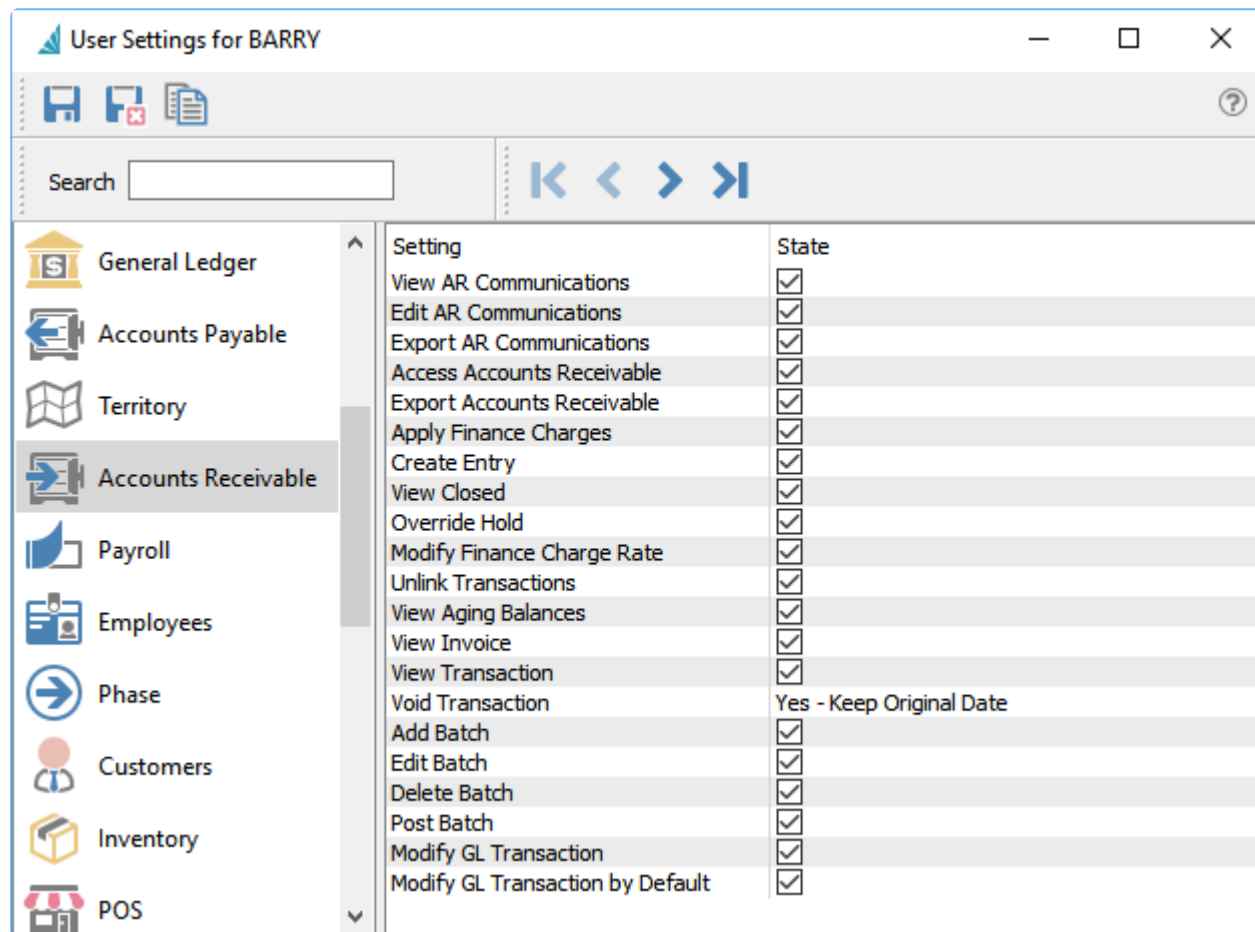 User Settings for BARRY
Search
General Ledger
Accounts Payable
Territory
Accounts Receivable
Payroll
Employees
Phase
Customers
Inventory
POS
Setting State
View AR Communications
Edit AR Communications
Export AR Communications
Access Accounts Receivable
Export Accounts Receivable
Apply Finance Charges
Create Entry
View Closed
Override Hold
Modify Finance Charge Rate
Unlink Transactions
View Aging Balances
View Invoice
View Transaction
Void Transaction Yes - Keep Original Date
Add Batch
Edit Batch
Delete Batch
Post Batch
Modify GL Transaction
Modify GL Transaction by Default